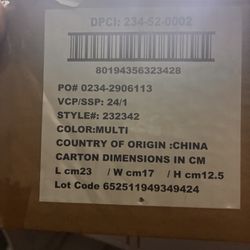 DPCI: 234-52-0002
80194356323428
PO# 0234-2906113
VCP/SSP: 24/1
STYLE#: 232342
COLOR:MULTI
COUNTRY OF ORIGIN :CHINA
CARTON DIMENSIONS IN CM
L cm23 / W cm17 / H cm12.5
Lot Code 652511949349424